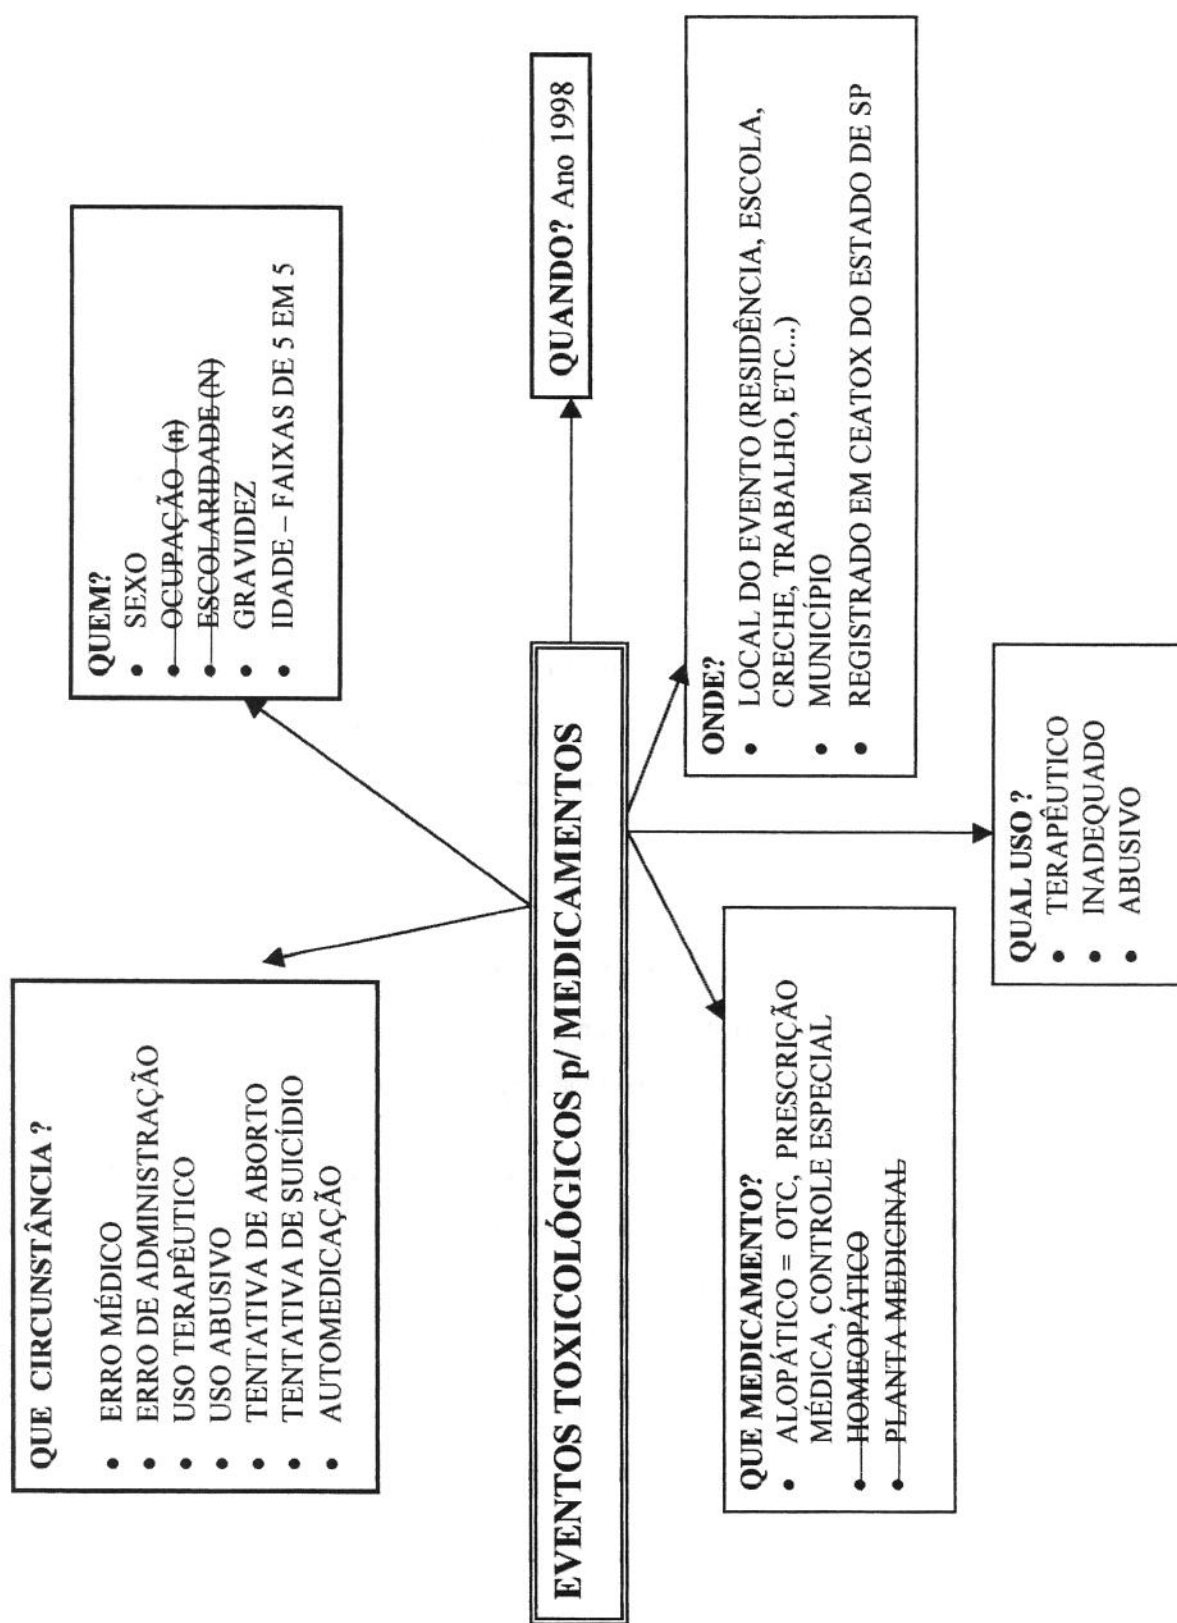 QUE CIRCUNSTÂNCIA ?
• ERRO MÉDICO
• ERRO DE ADMINISTRAÇÃO
• USO TERAPÊUTICO
• USO ABUSIVO
• TENTATIVA DE ABORTO
• TENTATIVA DE SUICÍDIO
• AUTOMEDICAÇÃO
QUEM?
• SEXO
• OCUPAÇÃO (n)
• ESCOLARIDADE (N)
• GRAVIDEZ
• IDADE – FAIXAS DE 5 EM 5
EVENTOS TOXICOLÓGICOS p/ MEDICAMENTOS
QUANDO? Ano 1998
QUE MEDICAMENTO?
• ALOPÁTICO = OTC, PRESCRIÇÃO
MÉDICA, CONTROLE ESPECIAL
• HOMEOPÁTICO
• PLANTA MEDICINAL
ONDE?
• LOCAL DO EVENTO (RESIDÊNCIA, ESCOLA,
CRECHE, TRABALHO, ETC...)
• MUNICÍPIO
• REGISTRADO EM CEATOX DO ESTADO DE SP
QUAL USO ?
• TERAPÊUTICO
• INADEQUADO
• ABUSIVO